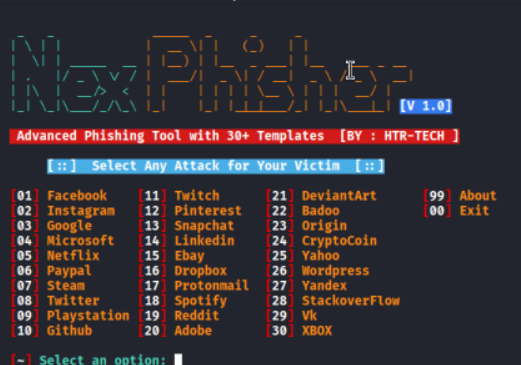 Nex Phisher
[V 1.0]
Advanced Phishing Tool with 30+ Templates [BY : HTR-TECH ]
[::] Select Any Attack for Your Victim [::]
[01] Facebook [11] Twitch [21] DeviantArt [99] About
[02] Instagram [12] Pinterest [22] Badoo [00] Exit
[03] Google [13] Snapchat [23] Origin
[04] Microsoft [14] Linkedin [24] CryptoCoin
[05] Netflix [15] Ebay [25] Yahoo
[06] Paypal [16] Dropbox [26] Wordpress
[07] Steam [17] Protonmail [27] Yandex
[08] Twitter [18] Spotify [28] StackoverFlow
[09] Playstation [19] Reddit [29] Vk
[10] Github [20] Adobe [30] XBOX
[~] Select an option: